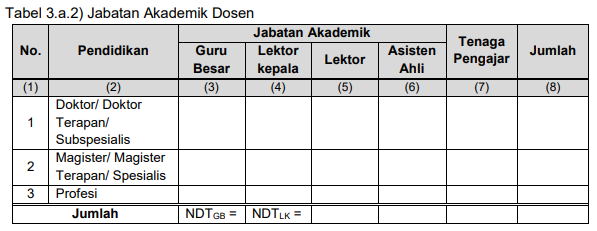 Tabel 3.a.2) Jabatan Akademik Dosen
No.
Pendidikan
Jabatan Akademik
Tenaga
Pengajar
Jumlah
Guru
Besar
Lektor
kepala
Lektor
Asisten
Ahli
(1) (2) (3) (4) (5) (6) (7) (8)
1
Doktor/ Doktor
Terapan/
Subspesialis
2
Magister/ Magister
Terapan/ Spesialis
3 Profesi
Jumlah NDTGB = NDTLK =